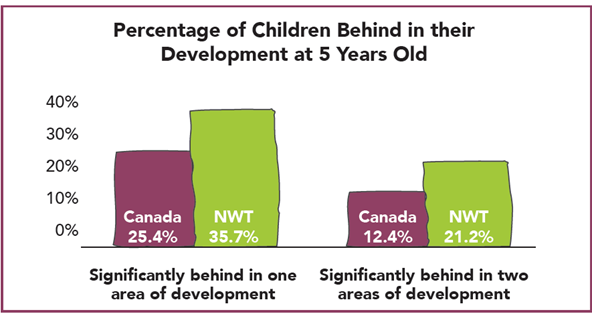 Percentage of Children Behind in their
Development at 5 Years Old
40%
30%
20%
10%
0%
Canada
25.4%
NWT
35.7%
Canada
12.4%
NWT
21.2%
Significantly behind in one
area of development
Significantly behind in two
areas of development